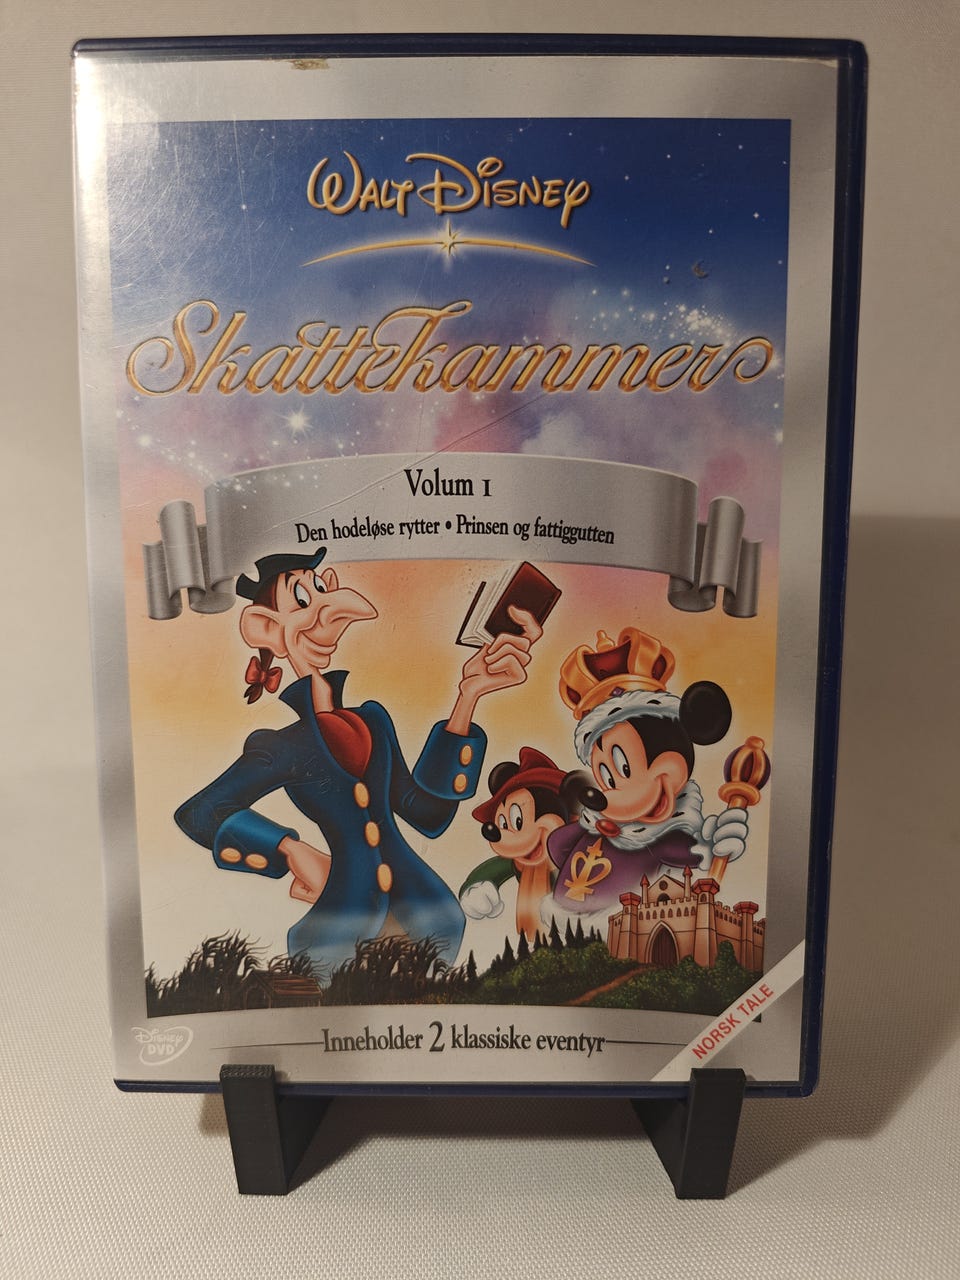 WALT DISNEY
Skattekammer
Volum 1
Den hodeløse rytter • Prinsen og fattiggutten
Inneholder 2 klassiske eventyr
NORSK TALE
DISNEY
DVD